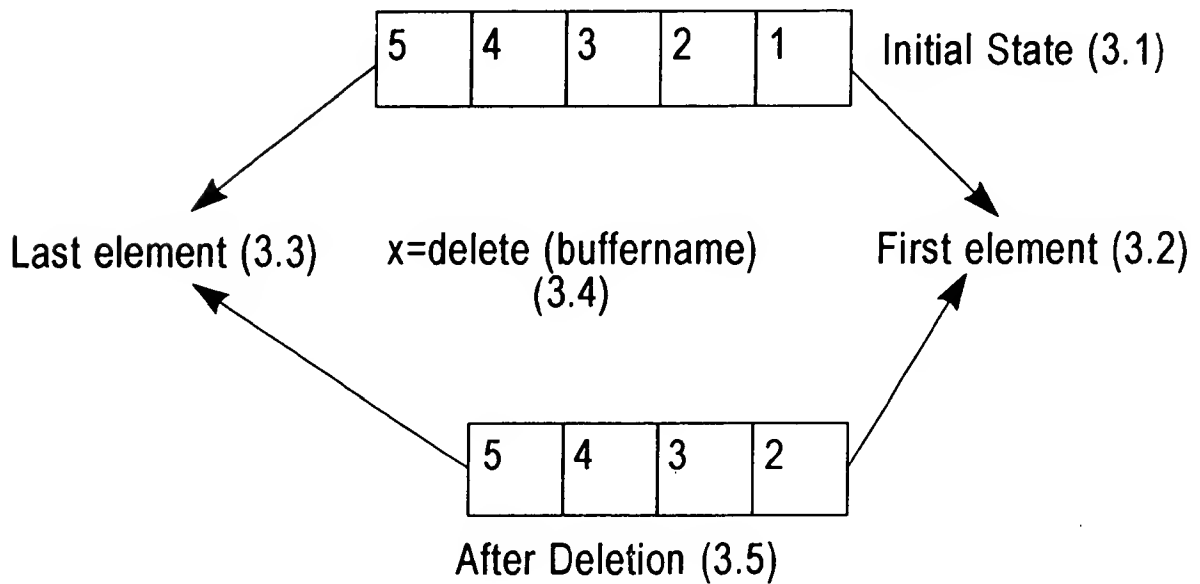 5 4 3 2 1
Initial State (3.1)
Last element (3.3)
x=delete (buffername)
(3.4)
First element (3.2)
5 4 3 2
After Deletion (3.5)